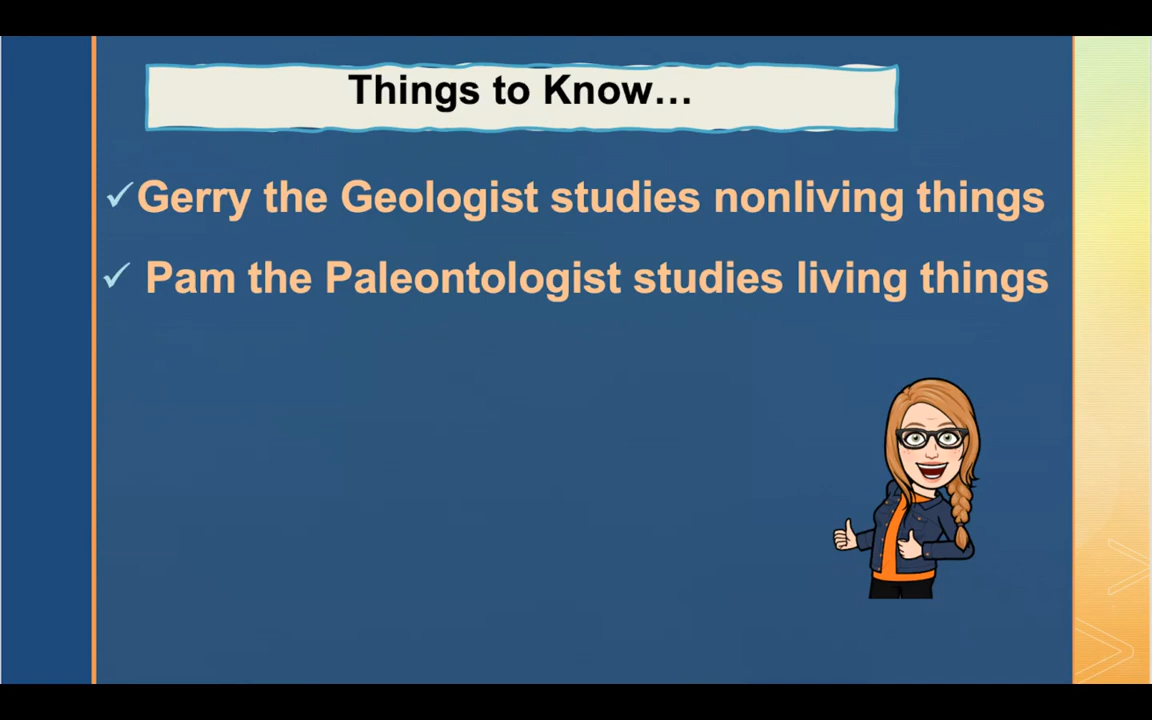 Things to Know…
✓Gerry the Geologist studies nonliving things
✓ Pam the Paleontologist studies living things